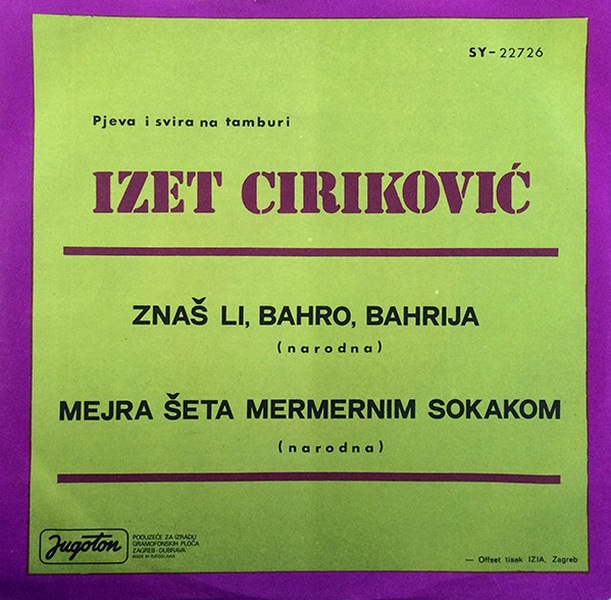 SY-22726
Pjeva i svira na tamburi
IZET CIRIKOVIĆ
ZNAŠ LI, BAHRO, BAHRIJA
(narodna)
MEJRA ŠETA MERMERNIM SOKAKOM
(narodna)
Jugoton
PODUZEĆE ZA IZRADU
GRAMOFONSKIH PLOČA
ZAGREB-DUBRAVA
MADE IN YUGOSLAVIA
— Offset tisak IZIA, Zagreb